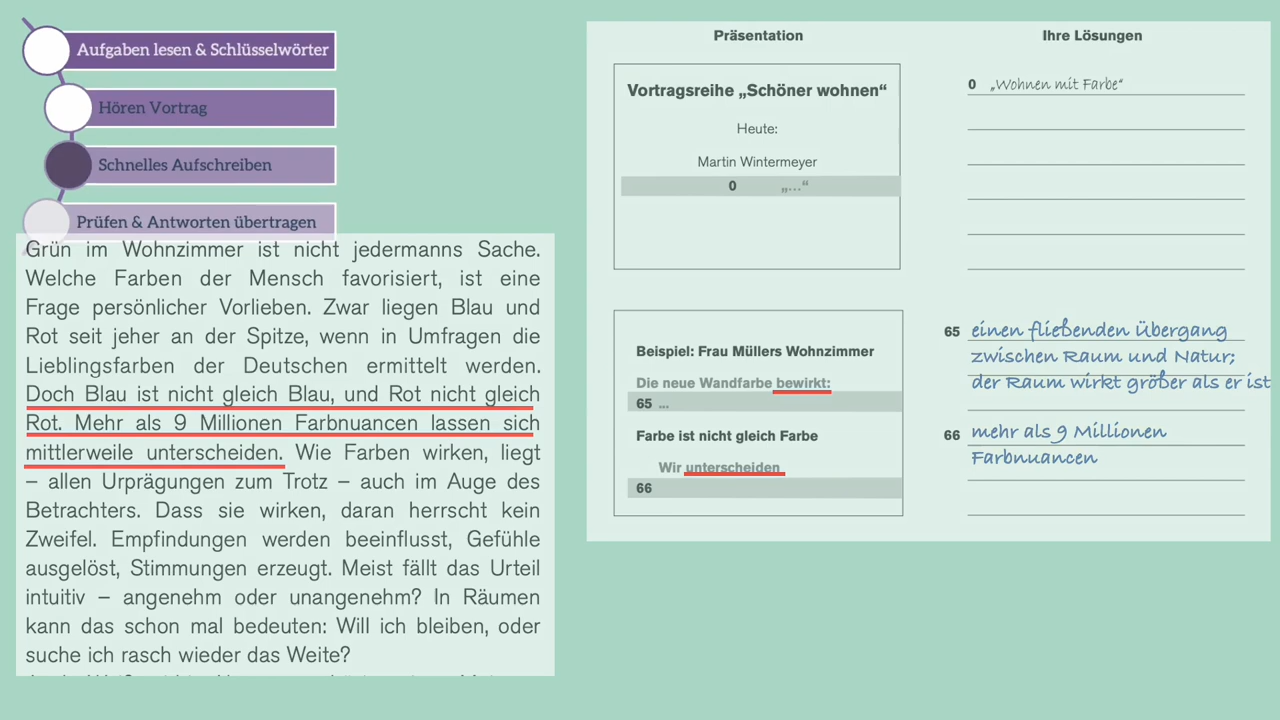 Aufgaben lesen & Schlüsselwörter
Hören Vortrag
Schnelles Aufschreiben
Prüfen & Antworten übertragen
Grün im Wohnzimmer ist nicht jedermanns Sache.
Welche Farben der Mensch favorisiert, ist eine
Frage persönlicher Vorlieben. Zwar liegen Blau und
Rot seit jeher an der Spitze, wenn in Umfragen die
Lieblingsfarben der Deutschen ermittelt werden.
Doch Blau ist nicht gleich Blau, und Rot nicht gleich
Rot. Mehr als 9 Millionen Farbnuancen lassen sich
mittlerweile unterscheiden. Wie Farben wirken, liegt
– allen Urprägungen zum Trotz – auch im Auge des
Betrachters. Dass sie wirken, daran herrscht kein
Zweifel. Empfindungen werden beeinflusst, Gefühle
ausgelöst, Stimmungen erzeugt. Meist fällt das Urteil
intuitiv – angenehm oder unangenehm? In Räumen
kann das schon mal bedeuten: Will ich bleiben, oder
suche ich rasch wieder das Weite?
Präsentation
Vortragsreihe „Schöner wohnen“
Heute:
Martin Wintermeyer
0 „...“
Beispiel: Frau Müllers Wohnzimmer
Die neue Wandfarbe bewirkt:
65 ...
Farbe ist nicht gleich Farbe
Wir unterscheiden
66
Ihre Lösungen
0 „Wohnen mit Farbe“
65 einen fließenden Übergang
zwischen Raum und Natur;
der Raum wirkt größer als er ist
66 mehr als 9 Millionen
Farbnuancen